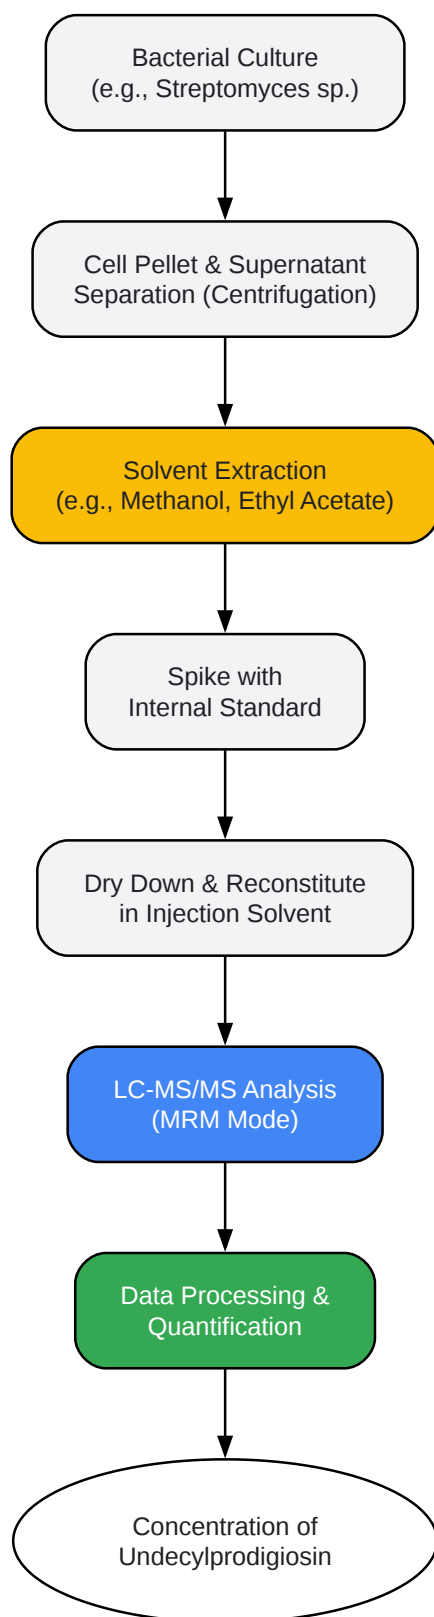 Bacterial Culture
(e.g., Streptomyces sp.)
Cell Pellet & Supernatant
Separation (Centrifugation)
Solvent Extraction
(e.g., Methanol, Ethyl Acetate)
Spike with
Internal Standard
Dry Down & Reconstitute
in Injection Solvent
LC-MS/MS Analysis
(MRM Mode)
Data Processing &
Quantification
Concentration of
Undecylprodigiosin